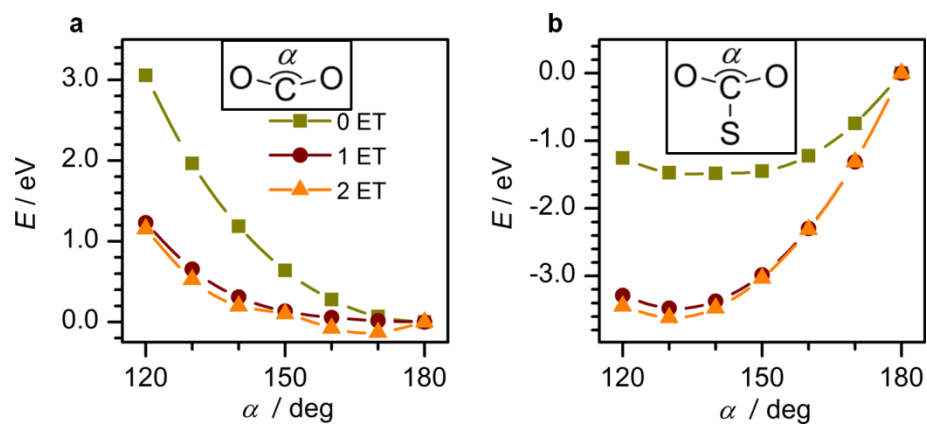 a
E / eV
3.0
2.0
1.0
0.0
α
O C O
0 ET
1 ET
2 ET
120 150 180
α / deg
b
E / eV
0.0
-1.0
-2.0
-3.0
α
O C O
S
120 150 180
α / deg